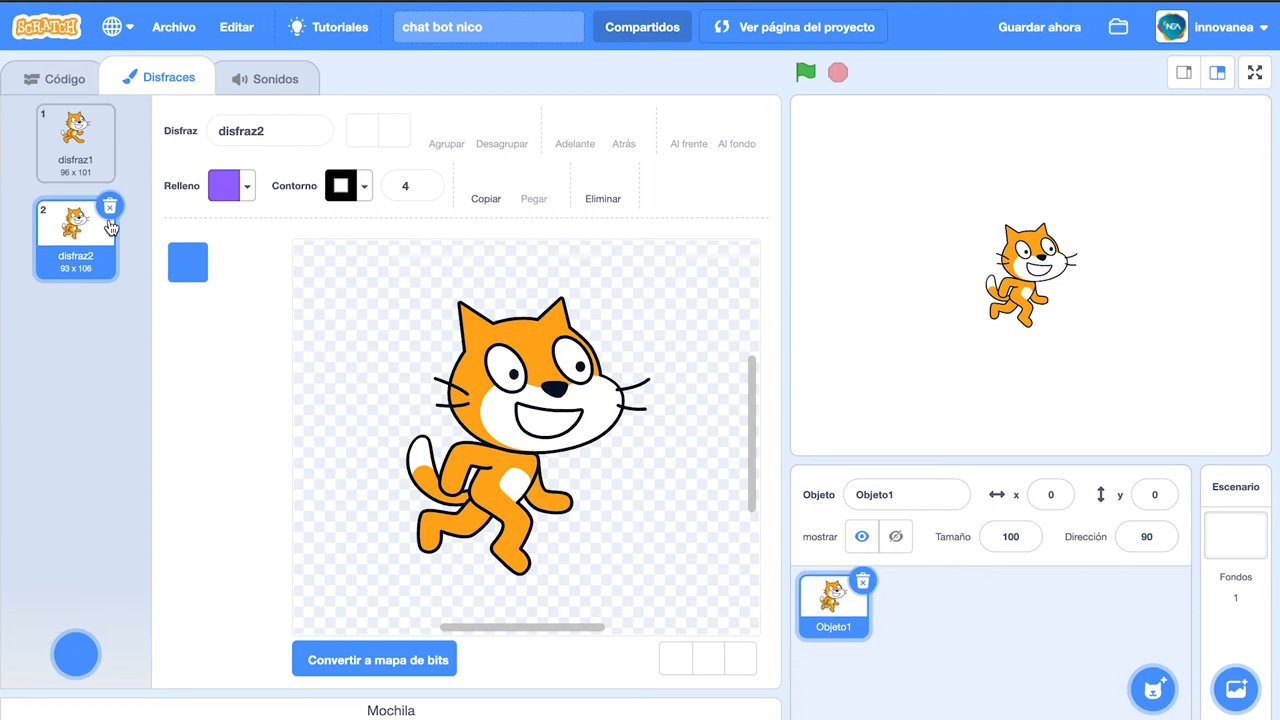 SCRATCH
Archivo
Editar
Tutoriales
chat bot nico
Compartidos
Ver página del proyecto
Guardar ahora
NEA
innovanea
Código
Disfraces
Sonidos
1
disfraz1
96 x 101
2
disfraz2
93 x 106
Disfraz
disfraz2
Agrupar
Desagrupar
Adelante
Atrás
Al frente
Al fondo
Relleno
Contorno
4
Copiar
Pegar
Eliminar
Convertir a mapa de bits
Mochila
Objeto
Objeto1
x
0
y
0
mostrar
Tamaño
100
Dirección
90
Objeto1
Escenario
Fondos
1